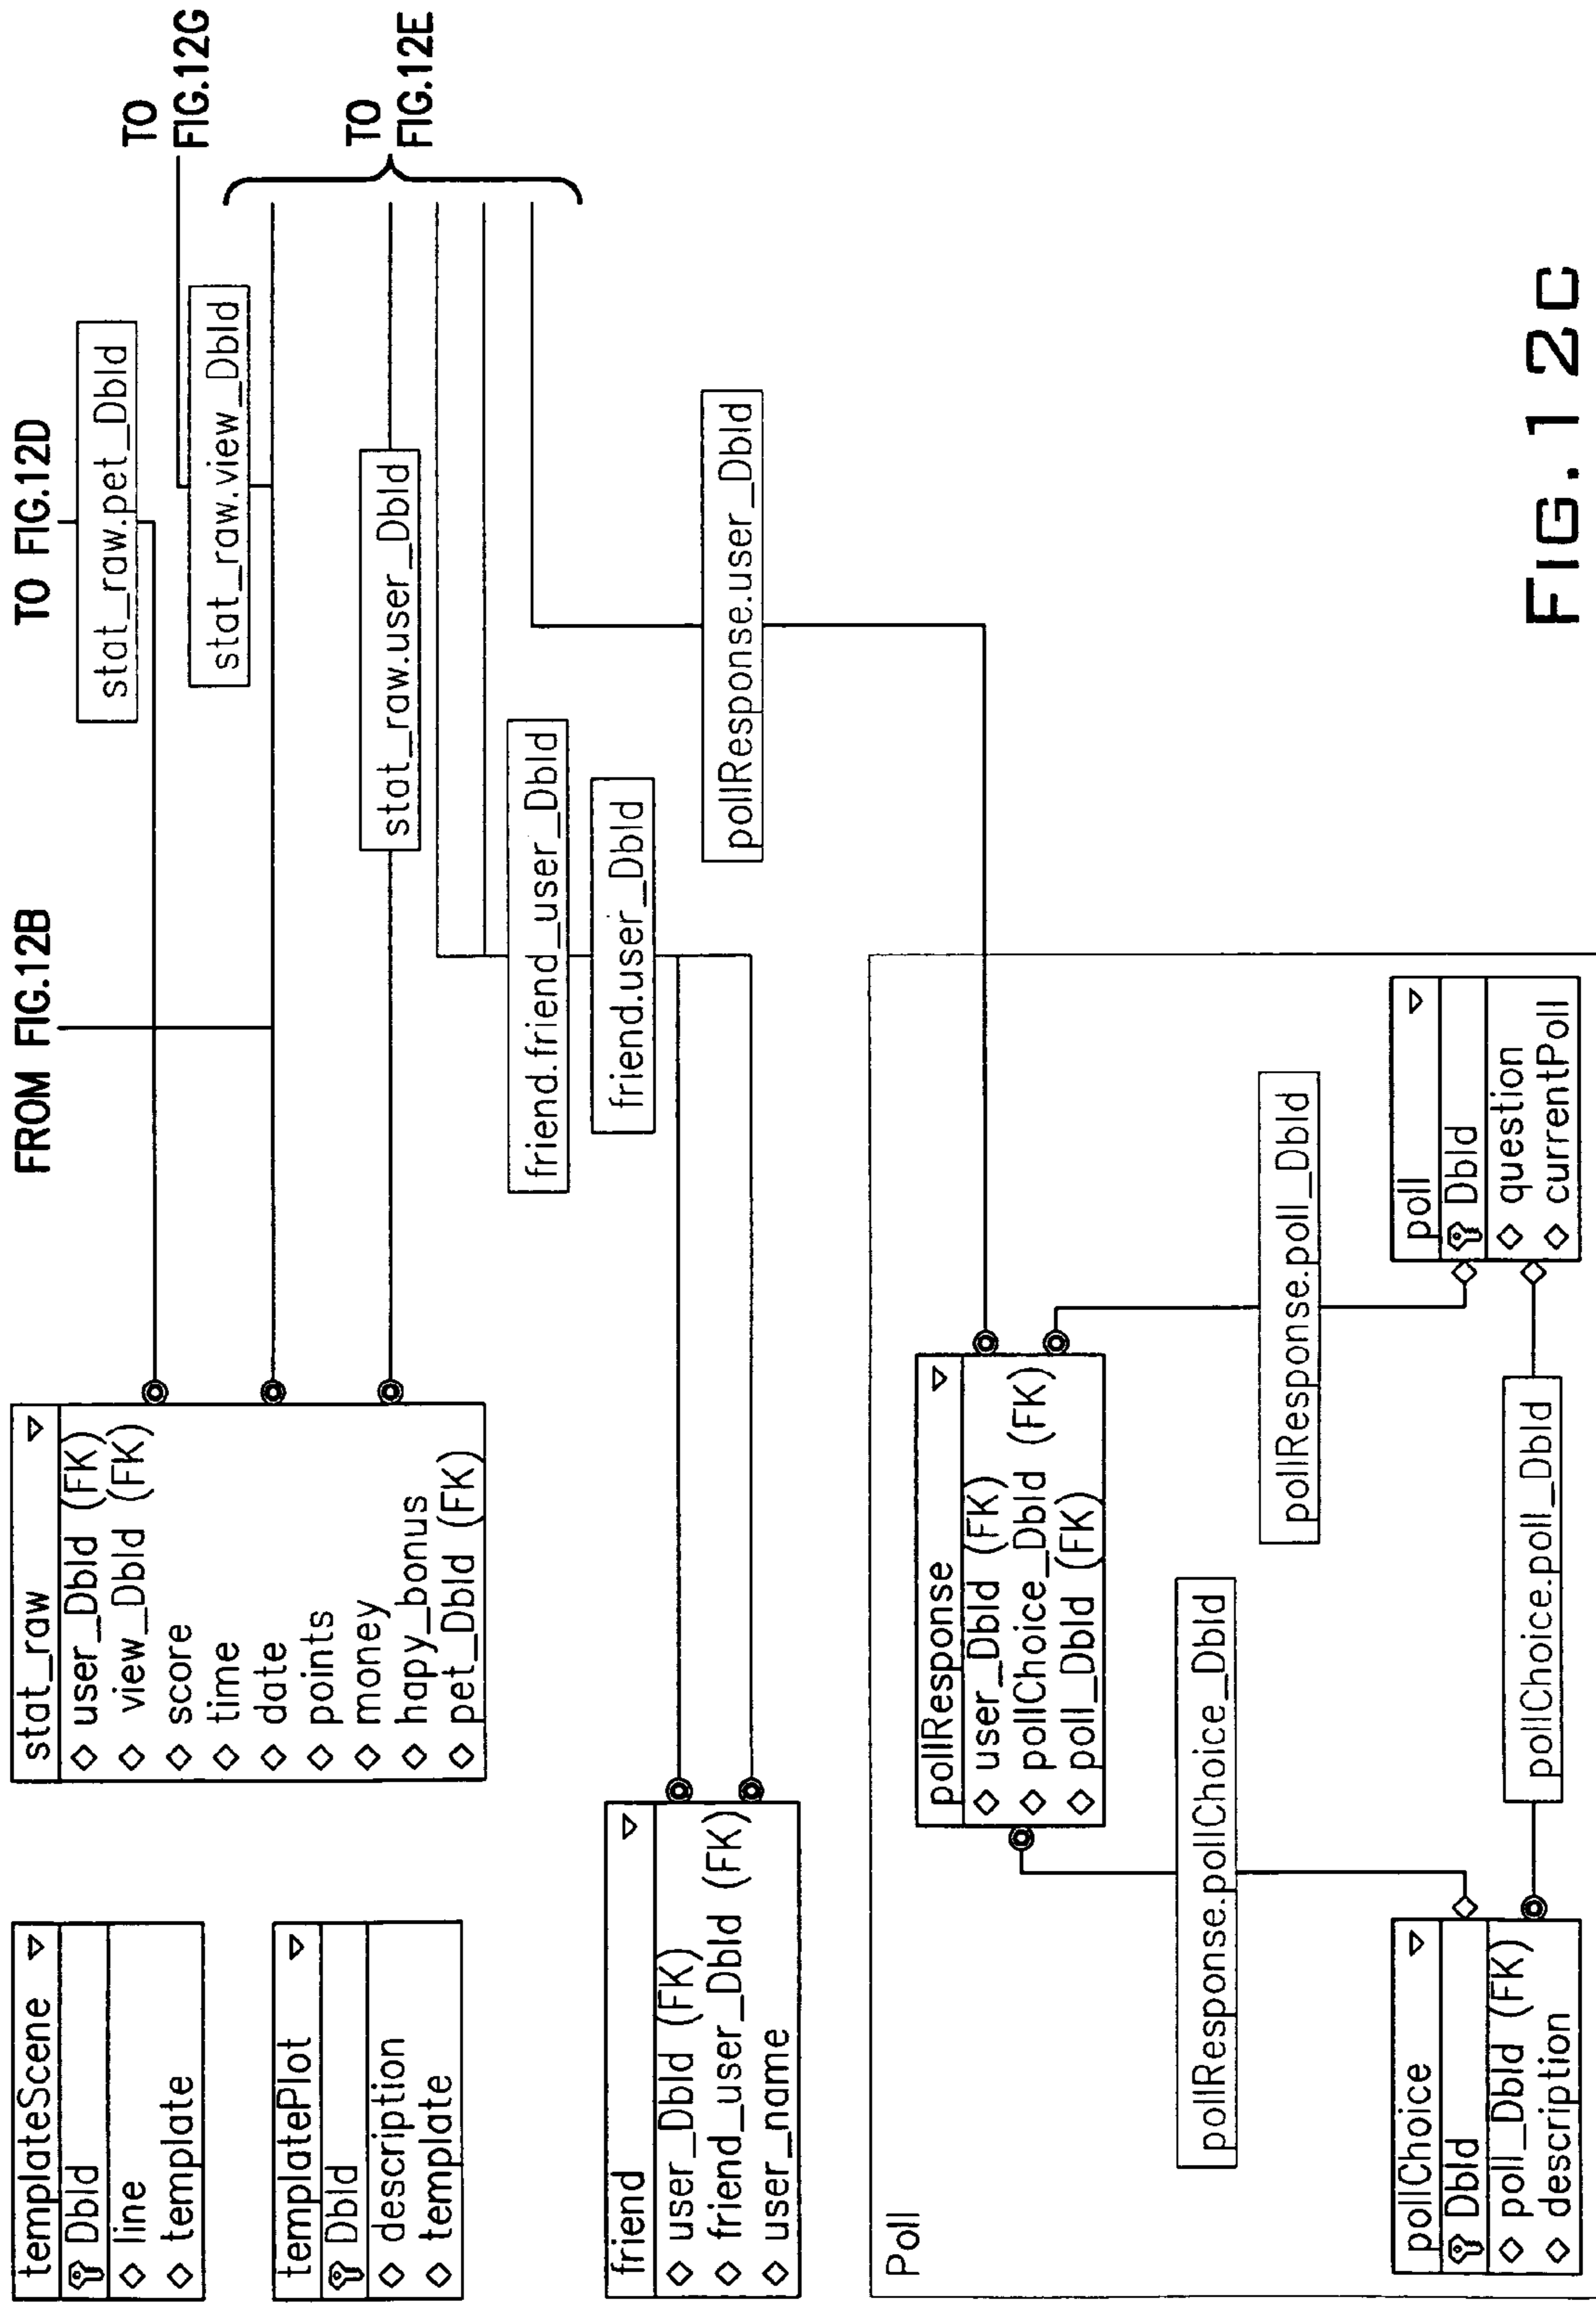 templateScene
DbId
line
template
templatePlot
DbId
description
template
stat_raw
user_DbId (FK)
view_DbId (FK)
score
time
date
points
money
hapy_bonus
pet_DbId (FK)
FROM FIG.12B
TO FIG.12D
stat_raw.pet_DbId
TO
FIG.12G
stat_raw.view_DbId
TO
FIG.12E
stat_raw.user_DbId
friend.friend_user_DbId
friend.user_DbId
pollResponse.user_DbId
friend
user_DbId (FK)
friend_user_DbId (FK)
user_name
Poll
pollResponse
user_DbId (FK)
pollChoice_DbId (FK)
poll_DbId (FK)
pollResponse.pollChoice_DbId
pollResponse.poll_DbId
pollChoice
DbId
poll_DbId (FK)
description
pollChoice.poll_DbId
poll
DbId
question
currentPoll
FIG. 12C